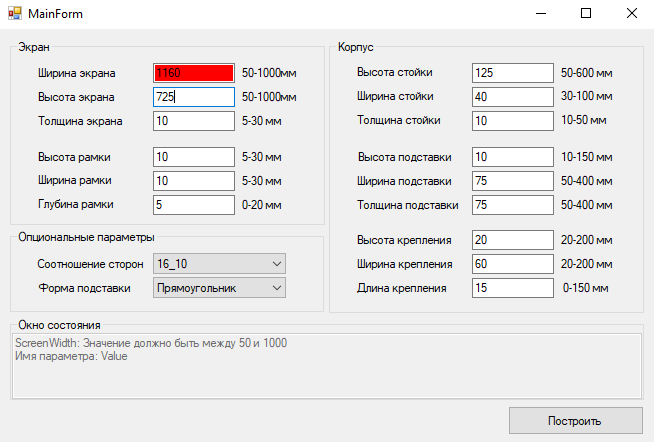 MainForm
Экран
Ширина экрана 1160 50-1000мм
Высота экрана 725 50-1000мм
Толщина экрана 10 5-30 мм
Высота рамки 10 5-30 мм
Ширина рамки 10 5-30 мм
Глубина рамки 5 0-20 мм
Опциональные параметры
Соотношение сторон 16_10
Форма подставки Прямоугольник
Корпус
Высота стойки 125 50-600 мм
Ширина стойки 40 30-100 мм
Толщина стойки 10 10-50 мм
Высота подставки 10 10-150 мм
Ширина подставки 75 50-400 мм
Толщина подставки 75 50-400 мм
Высота крепления 20 20-200 мм
Ширина крепления 60 20-200 мм
Длина крепления 15 0-150 мм
Окно состояния
ScreenWidth: Значение должно быть между 50 и 1000
Имя параметра: Value
Построить